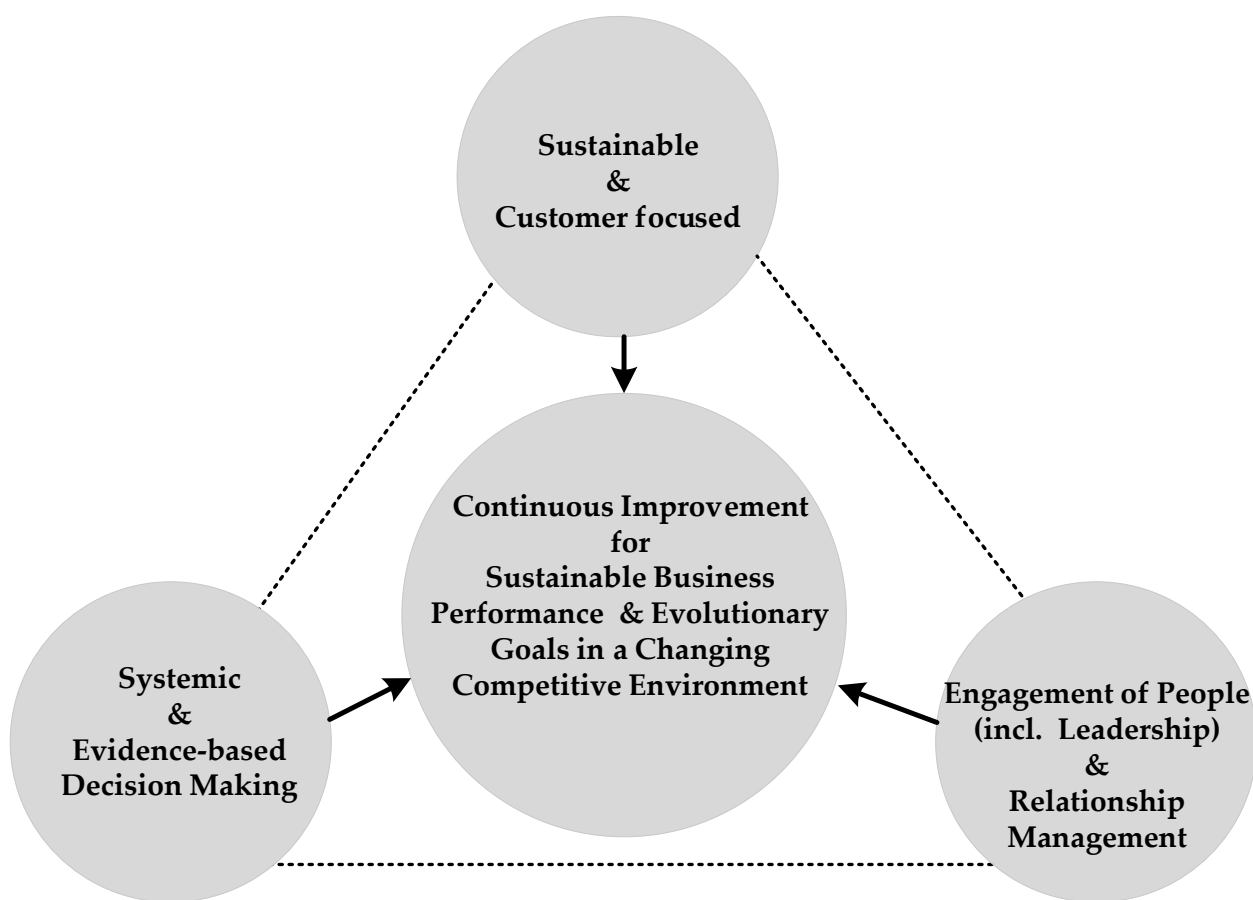 Sustainable
&
Customer focused
Continuous Improvement
for
Sustainable Business
Performance & Evolutionary
Goals in a Changing
Competitive Environment
Systemic
&
Evidence-based
Decision Making
Engagement of People
(incl. Leadership)
&
Relationship
Management